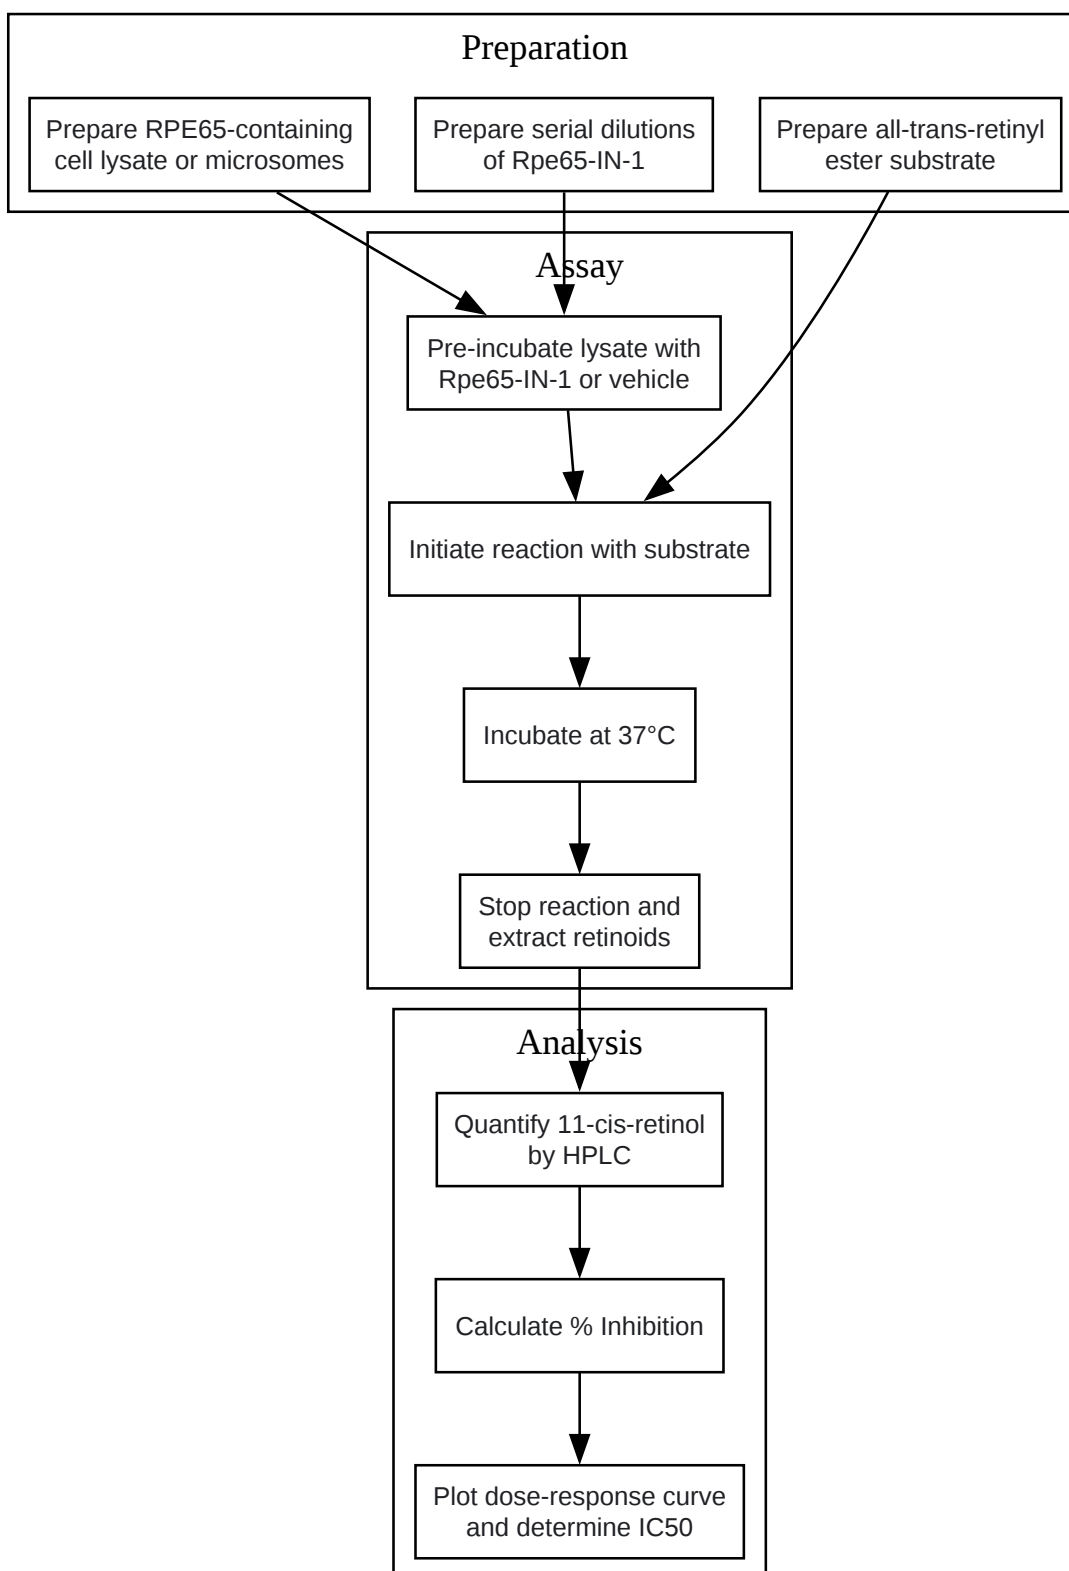 Preparation
Prepare RPE65-containing
cell lysate or microsomes
Prepare serial dilutions
of Rpe65-IN-1
Prepare all-trans-retinyl
ester substrate
Assay
Pre-incubate lysate with
Rpe65-IN-1 or vehicle
Initiate reaction with substrate
Incubate at 37°C
Stop reaction and
extract retinoids
Analysis
Quantify 11-cis-retinol
by HPLC
Calculate % Inhibition
Plot dose-response curve
and determine IC50